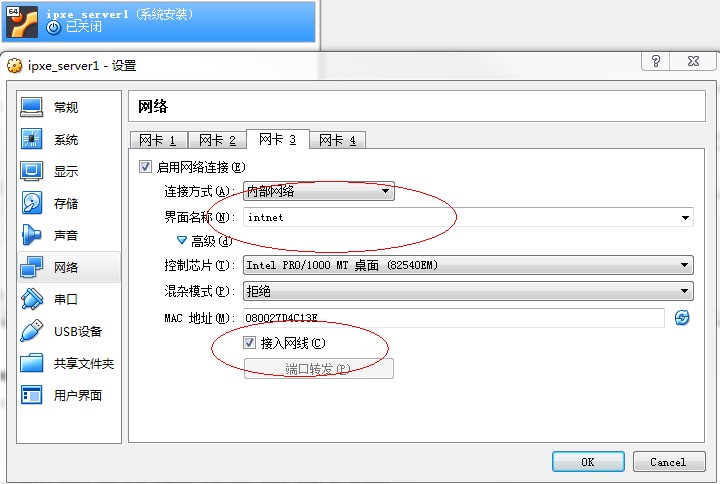 64
ipxe_server1 (系统安装)
已关闭
ipxe_server1 - 设置
?
常规
系统
显示
存储
声音
网络
串口
USB设备
共享文件夹
用户界面
网络
网卡 1 网卡 2 网卡 3 网卡 4
启用网络连接(E)
连接方式(A): 内部网络
界面名称(N): intnet
高级(d)
控制芯片(T): Intel PRO/1000 MT 桌面 (82540EM)
混杂模式(P): 拒绝
MAC 地址(M): 080027D4C13E
接入网线(C)
端口转发(P)
OK Cancel